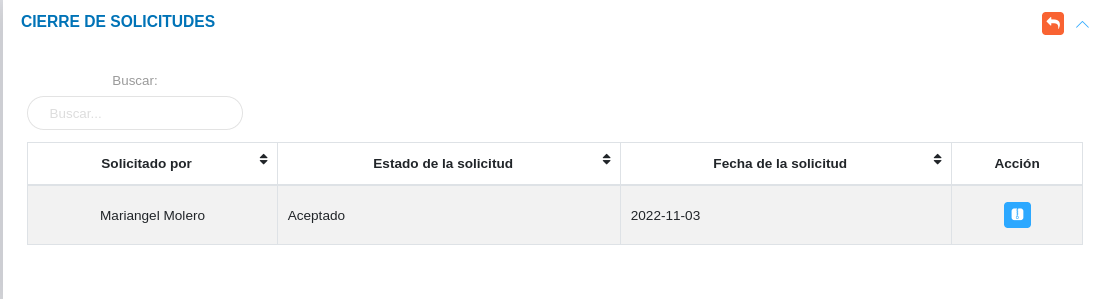 CIERRE DE SOLICITUDES
Buscar:
Buscar...
Solicitado por Estado de la solicitud Fecha de la solicitud Acción
Mariangel Molero Aceptado 2022-11-03